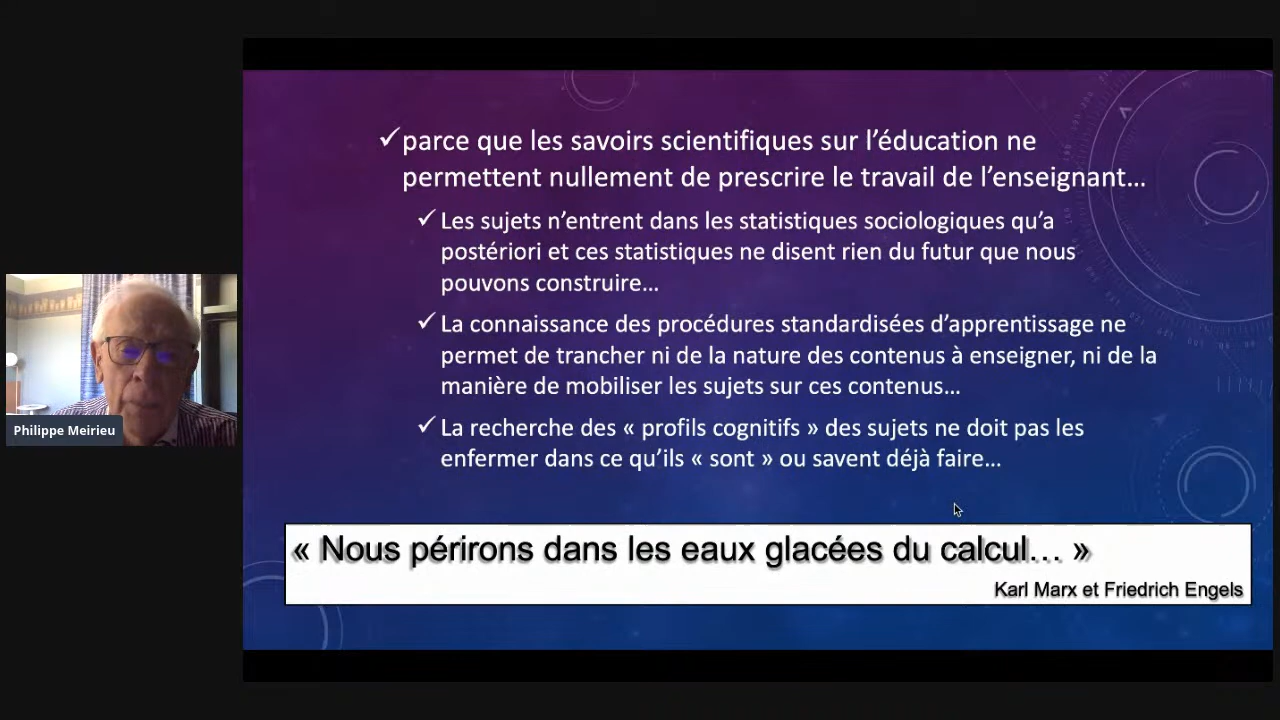 ✓parce que les savoirs scientifiques sur l'éducation ne
permettent nullement de prescrire le travail de l'enseignant…
✓Les sujets n'entrent dans les statistiques sociologiques qu'a
postériori et ces statistiques ne disent rien du futur que nous
pouvons construire…
✓La connaissance des procédures standardisées d'apprentissage ne
permet de trancher ni de la nature des contenus à enseigner, ni de la
manière de mobiliser les sujets sur ces contenus…
✓La recherche des « profils cognitifs » des sujets ne doit pas les
enfermer dans ce qu'ils « sont » ou savent déjà faire…
« Nous périrons dans les eaux glacées du calcul… »
Karl Marx et Friedrich Engels
Philippe Meirieu